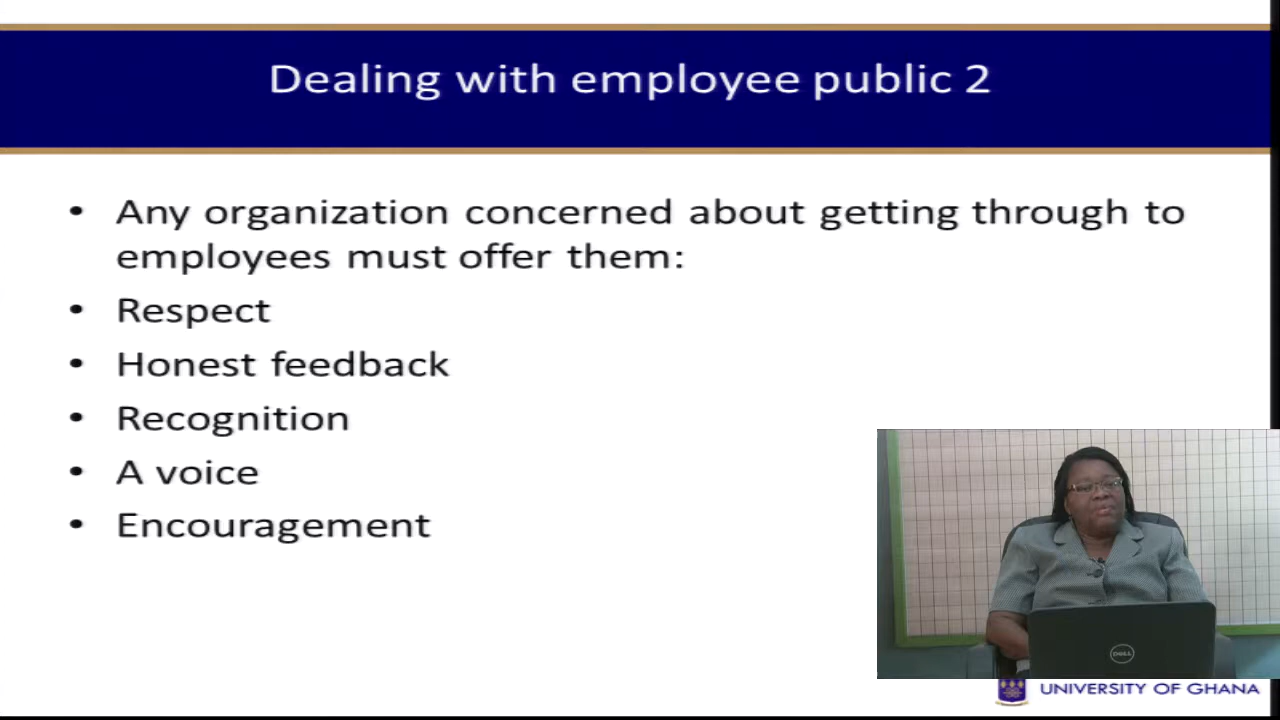 Dealing with employee public 2
• Any organization concerned about getting through to
employees must offer them:
• Respect
• Honest feedback
• Recognition
• A voice
• Encouragement
DELL
UNIVERSITY OF GHANA